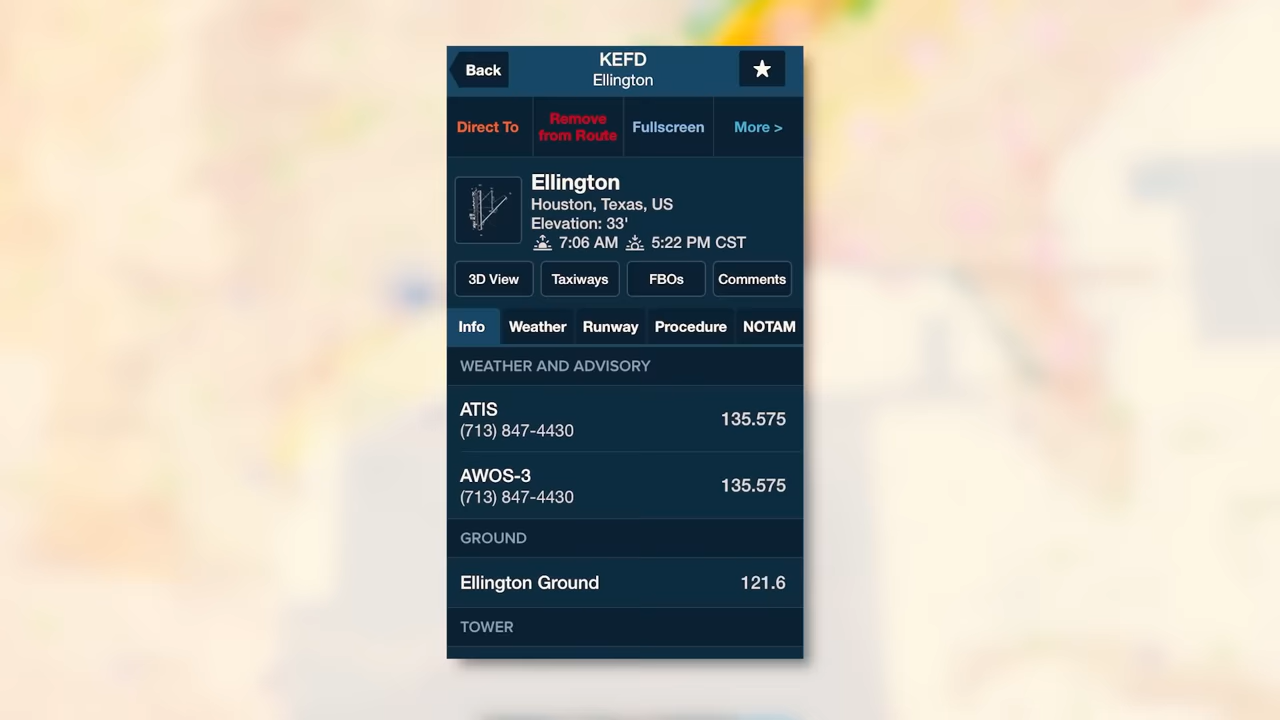 Back
KEFD
Ellington
Direct To
Remove
from Route
Fullscreen
More >
Ellington
Houston, Texas, US
Elevation: 33'
7:06 AM 5:22 PM CST
3D View
Taxiways
FBOs
Comments
Info
Weather
Runway
Procedure
NOTAM
WEATHER AND ADVISORY
ATIS
(713) 847-4430
135.575
AWOS-3
(713) 847-4430
135.575
GROUND
Ellington Ground
121.6
TOWER